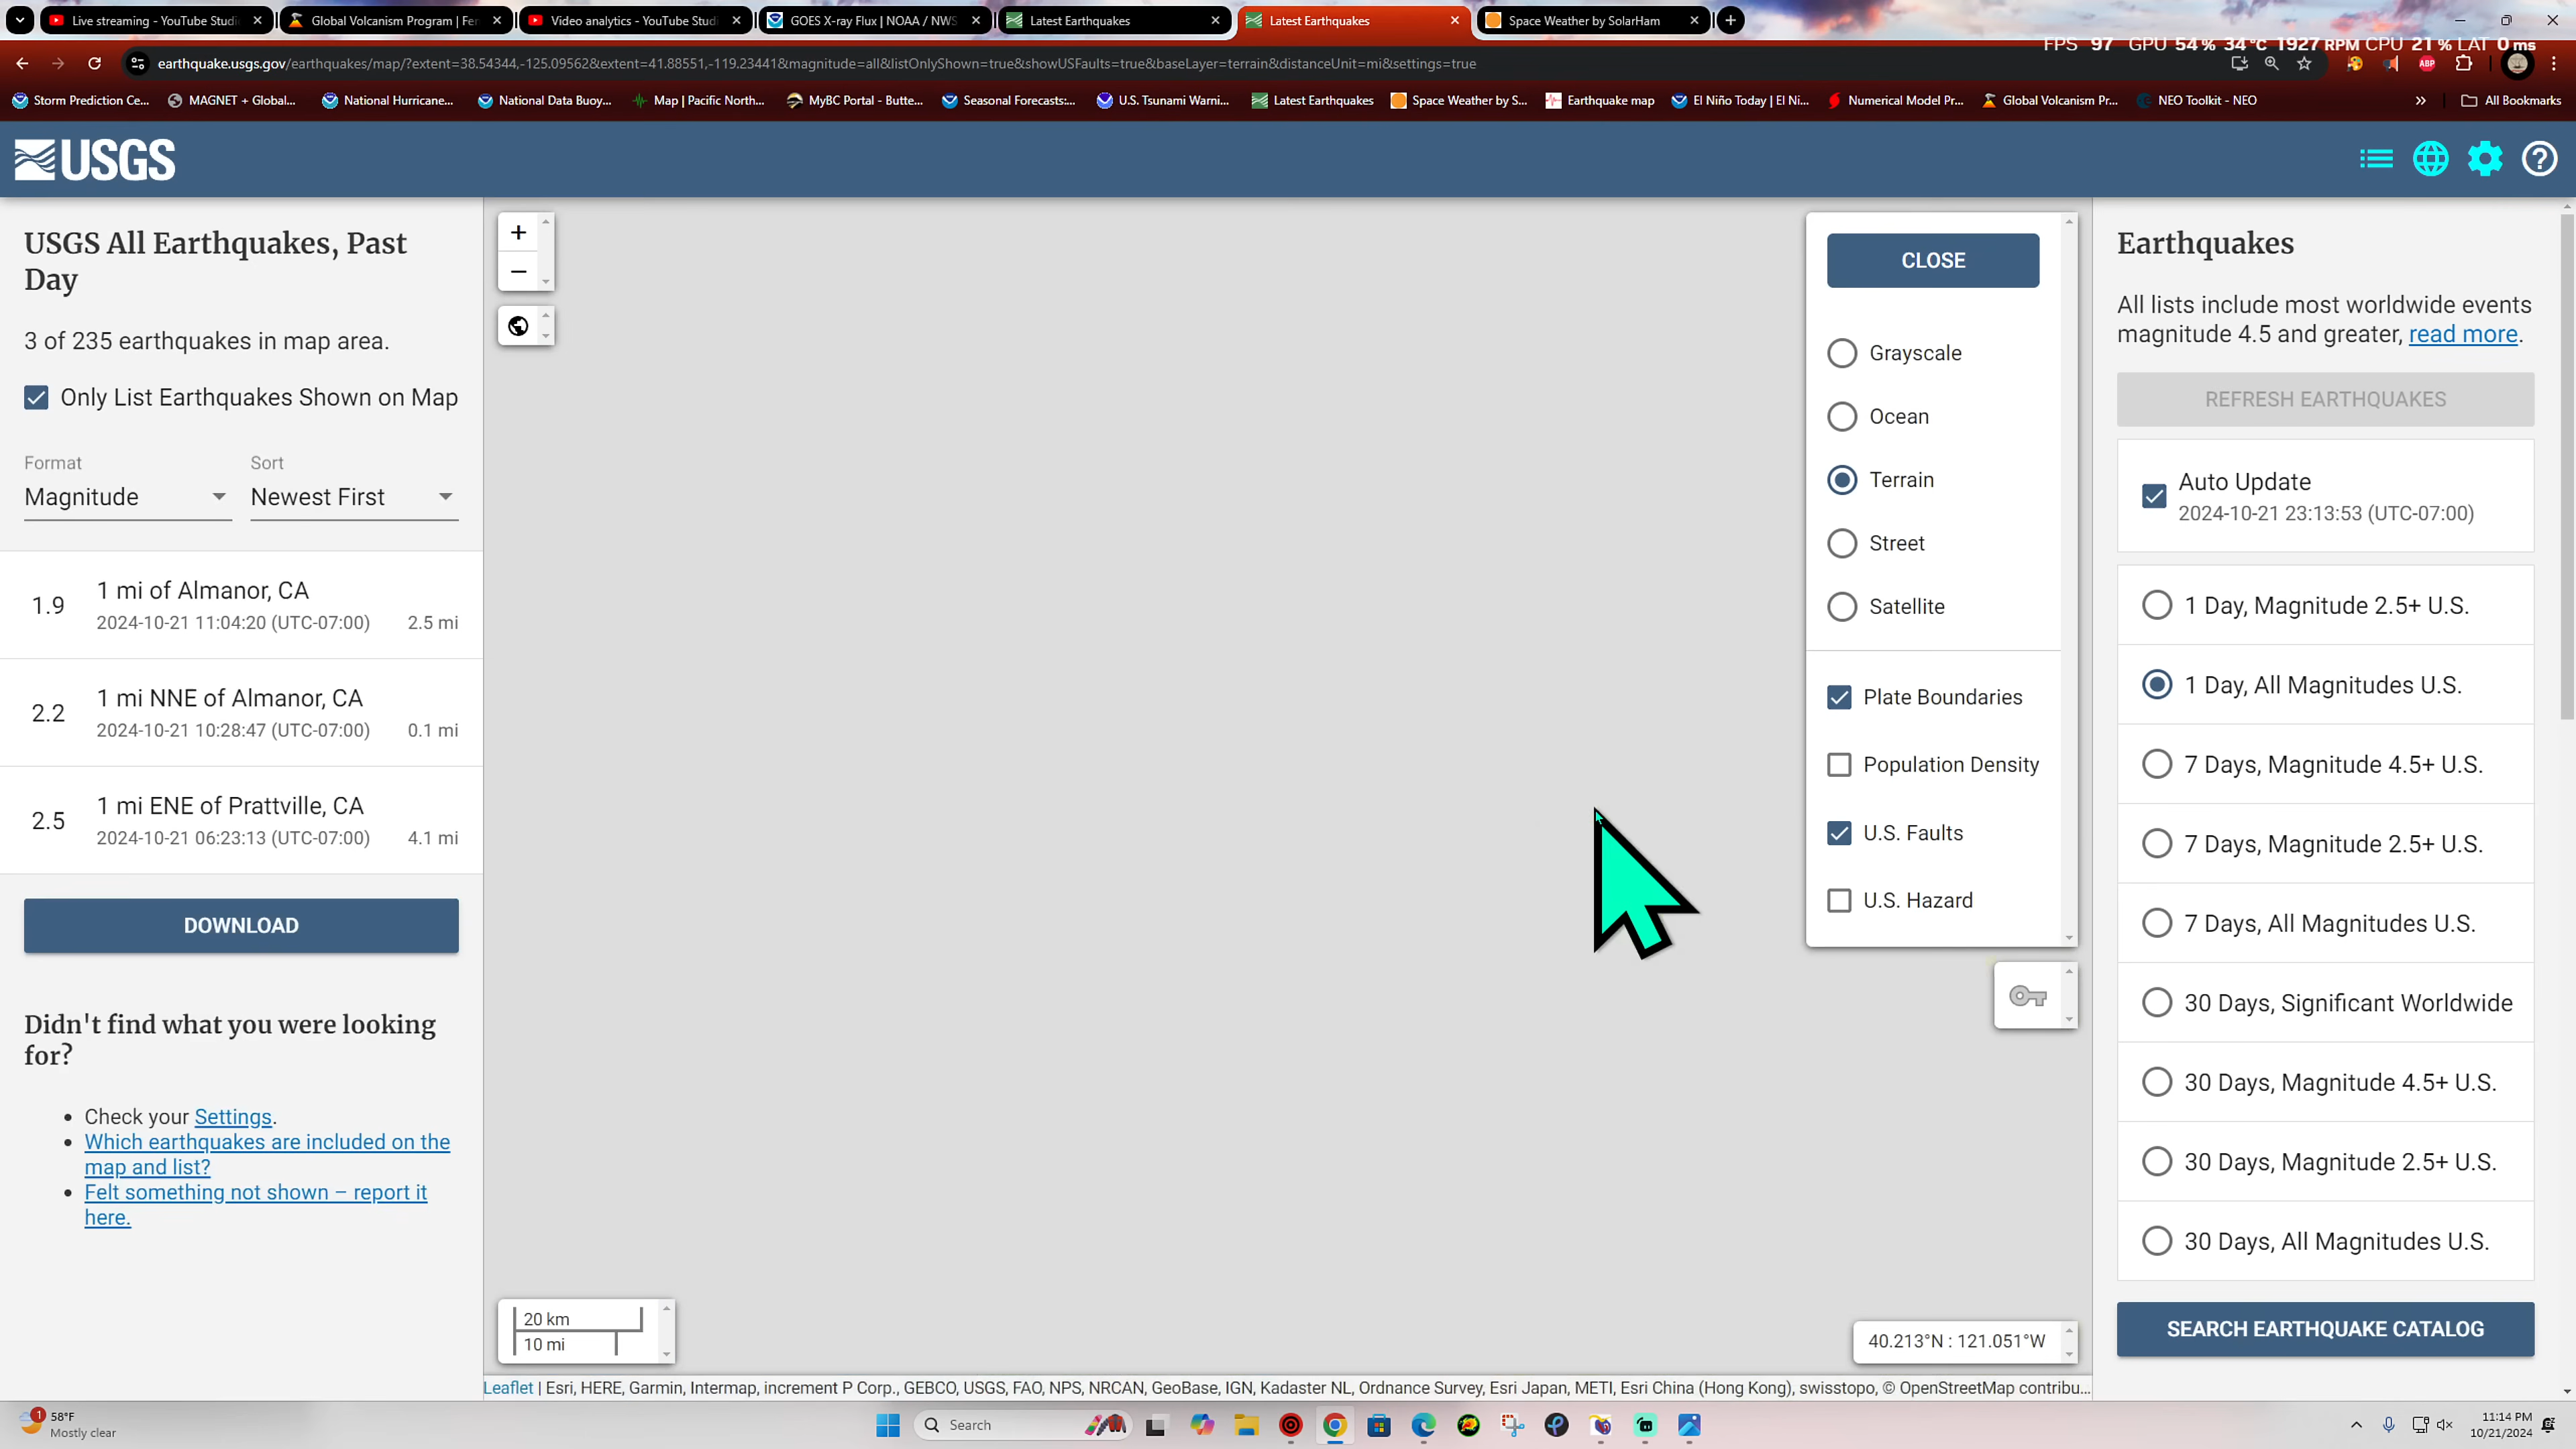 Live streaming - YouTube Studi
Global Volcanism Program | Fer
Video analytics - YouTube Studi
GOES X-ray Flux | NOAA / NWS
Latest Earthquakes
Latest Earthquakes
Space Weather by SolarHam
FPS 97 GPU 54 % 34 °C 1927 RPM CPU 21 % LAT 0 ms
earthquake.usgs.gov/earthquakes/map/?extent=38.54344,-125.09562&extent=41.88551,-119.23441&magnitude=all&listOnlyShown=true&showUSFaults=true&baseLayer=terrain&distanceUnit=mi&settings=true
ABP
Storm Prediction Ce...
MAGNET + Global...
National Hurricane...
National Data Buoy...
Map | Pacific North...
MyBC Portal - Butte...
Seasonal Forecasts:...
U.S. Tsunami Warni...
Latest Earthquakes
Space Weather by S...
Earthquake map
El Niño Today | El Ni...
Numerical Model Pr...
Global Volcanism Pr...
NEO Toolkit - NEO
All Bookmarks
USGS
USGS All Earthquakes, Past
Day
3 of 235 earthquakes in map area.
Only List Earthquakes Shown on Map
Format
Sort
Magnitude
Newest First
1.9
1 mi of Almanor, CA
2024-10-21 11:04:20 (UTC-07:00) 2.5 mi
2.2
1 mi NNE of Almanor, CA
2024-10-21 10:28:47 (UTC-07:00) 0.1 mi
2.5
1 mi ENE of Prattville, CA
2024-10-21 06:23:13 (UTC-07:00) 4.1 mi
DOWNLOAD
Didn't find what you were looking
for?
Check your Settings.
Which earthquakes are included on the
map and list?
Felt something not shown – report it
here.
+
−
20 km
10 mi
CLOSE
Grayscale
Ocean
Terrain
Street
Satellite
Plate Boundaries
Population Density
U.S. Faults
U.S. Hazard
40.213°N : 121.051°W
Leaflet | Esri, HERE, Garmin, Intermap, increment P Corp., GEBCO, USGS, FAO, NPS, NRCAN, GeoBase, IGN, Kadaster NL, Ordnance Survey, Esri Japan, METI, Esri China (Hong Kong), swisstopo, © OpenStreetMap contribu...
Earthquakes
All lists include most worldwide events
magnitude 4.5 and greater, read more.
REFRESH EARTHQUAKES
Auto Update
2024-10-21 23:13:53 (UTC-07:00)
1 Day, Magnitude 2.5+ U.S.
1 Day, All Magnitudes U.S.
7 Days, Magnitude 4.5+ U.S.
7 Days, Magnitude 2.5+ U.S.
7 Days, All Magnitudes U.S.
30 Days, Significant Worldwide
30 Days, Magnitude 4.5+ U.S.
30 Days, Magnitude 2.5+ U.S.
30 Days, All Magnitudes U.S.
SEARCH EARTHQUAKE CATALOG
1
58°F
Mostly clear
Search
11:14 PM
10/21/2024